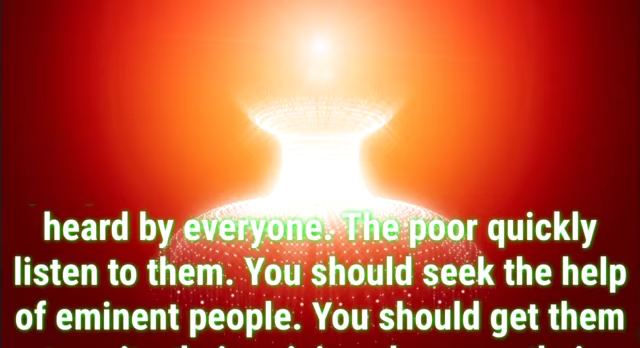 heard by everyone. The poor quickly
listen to them. You should seek the help
of eminent people. You should get them